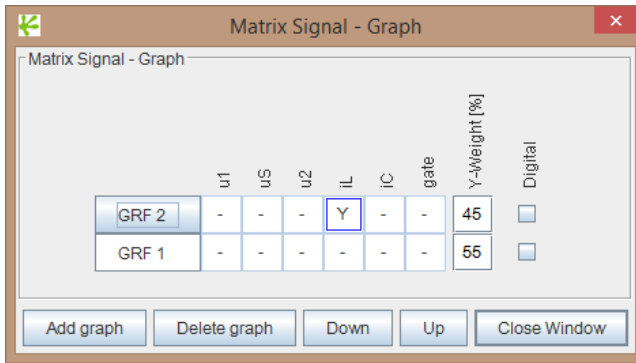 Matrix Signal - Graph
×
Matrix Signal - Graph
u1 uS u2 iL iC gate Y-Weight [%] Digital
GRF 2 - - - Y - - 45
GRF 1 - - - - - - 55
Add graph Delete graph Down Up Close Window